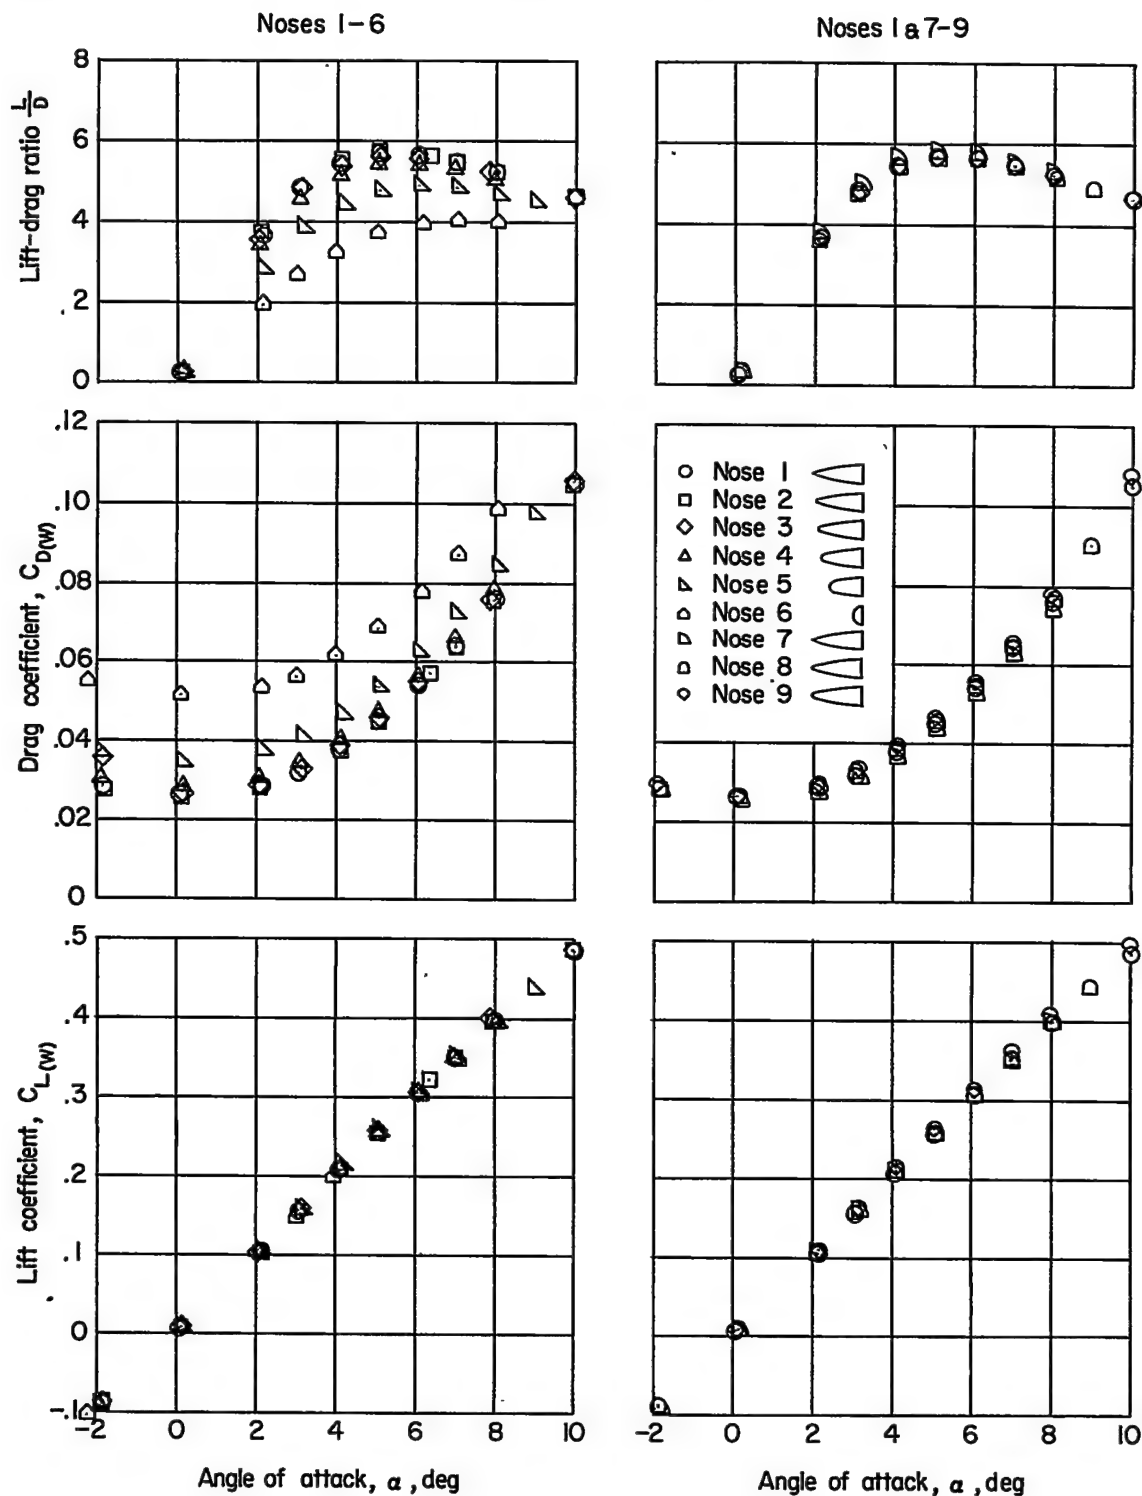 Noses 1-6
Noses 1 & 7-9
Lift-drag ratio L/D
8
6
4
2
0
Drag coefficient, CD(W)
.12
.10
.08
.06
.04
.02
0
Nose 1
Nose 2
Nose 3
Nose 4
Nose 5
Nose 6
Nose 7
Nose 8
Nose 9
Lift coefficient, CL(W)
.5
.4
.3
.2
.1
0
-.1
-2 0 2 4 6 8 10
-2 0 2 4 6 8 10
Angle of attack, α, deg
Angle of attack, α, deg